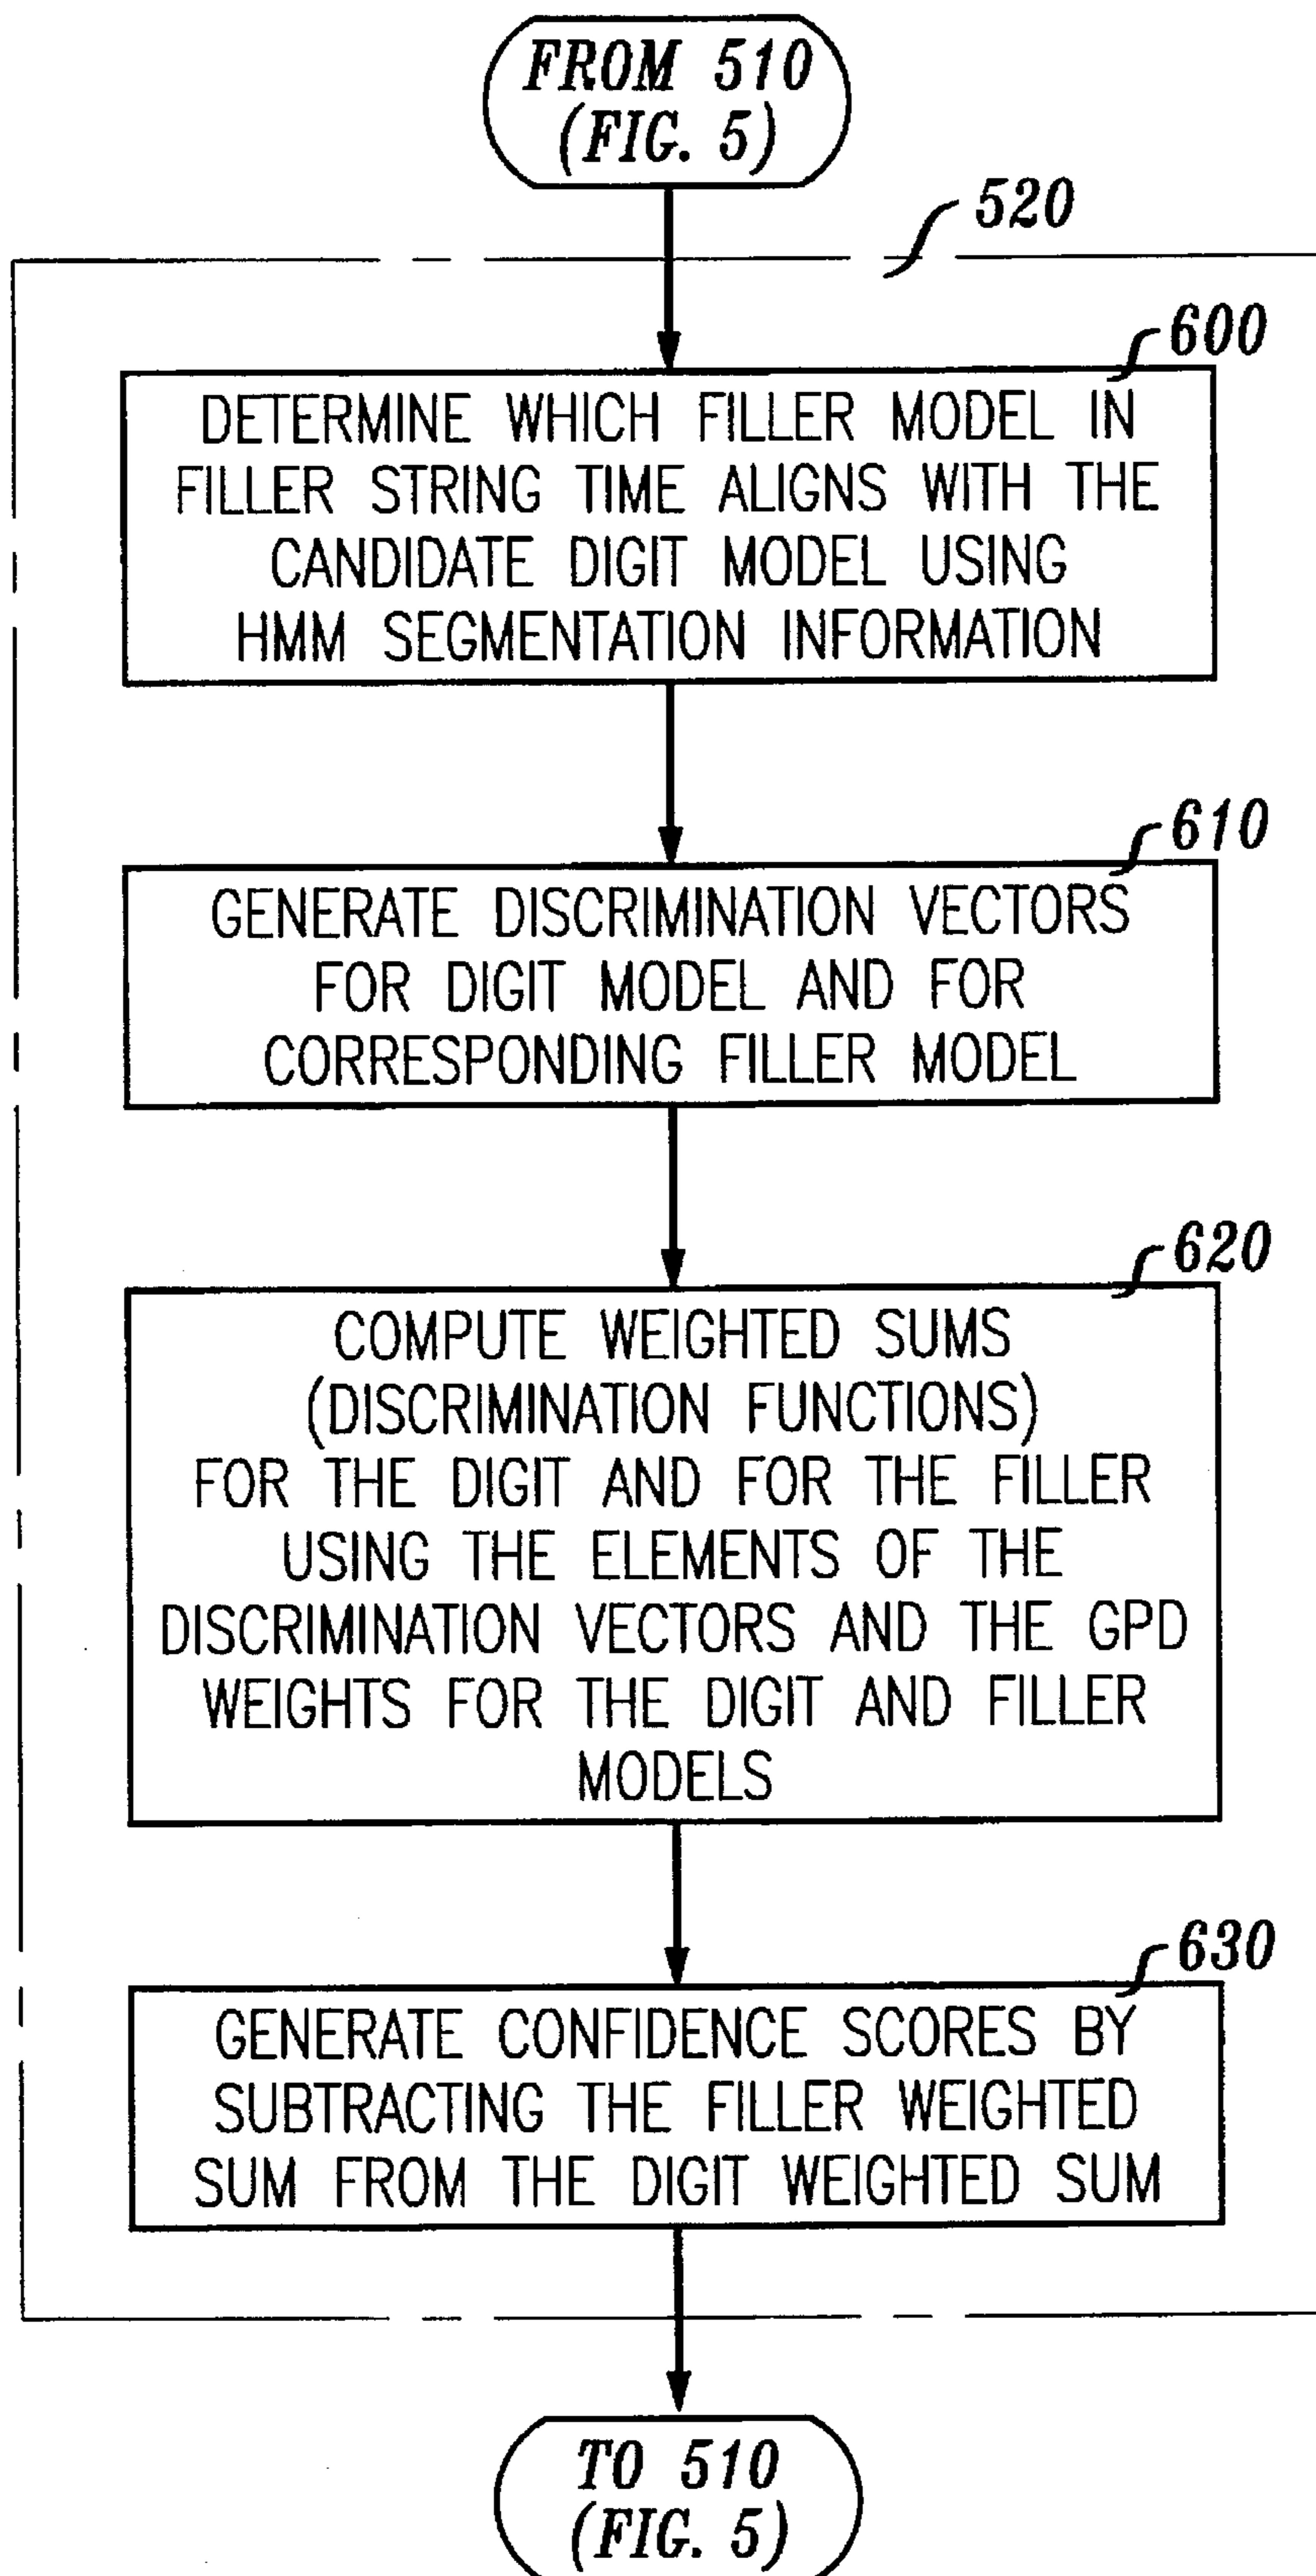 FROM 510
(FIG. 5)
520
600
DETERMINE WHICH FILLER MODEL IN
FILLER STRING TIME ALIGNS WITH THE
CANDIDATE DIGIT MODEL USING
HMM SEGMENTATION INFORMATION
610
GENERATE DISCRIMINATION VECTORS
FOR DIGIT MODEL AND FOR
CORRESPONDING FILLER MODEL
620
COMPUTE WEIGHTED SUMS
(DISCRIMINATION FUNCTIONS)
FOR THE DIGIT AND FOR THE FILLER
USING THE ELEMENTS OF THE
DISCRIMINATION VECTORS AND THE GPD
WEIGHTS FOR THE DIGIT AND FILLER
MODELS
630
GENERATE CONFIDENCE SCORES BY
SUBTRACTING THE FILLER WEIGHTED
SUM FROM THE DIGIT WEIGHTED SUM
TO 510
(FIG. 5)